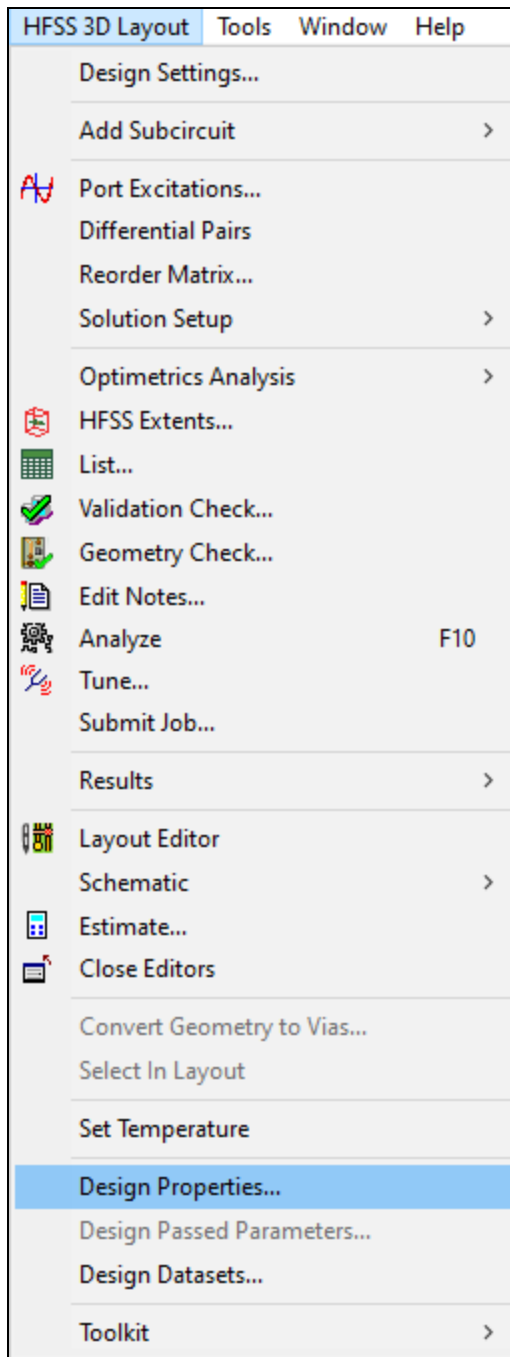 HFSS 3D Layout Tools Window Help
Design Settings...
Add Subcircuit
Port Excitations...
Differential Pairs
Reorder Matrix...
Solution Setup
Optimetrics Analysis
HFSS Extents...
List...
Validation Check...
Geometry Check...
Edit Notes...
Analyze F10
Tune...
Submit Job...
Results
Layout Editor
Schematic
Estimate...
Close Editors
Convert Geometry to Vias...
Select In Layout
Set Temperature
Design Properties...
Design Passed Parameters...
Design Datasets...
Toolkit